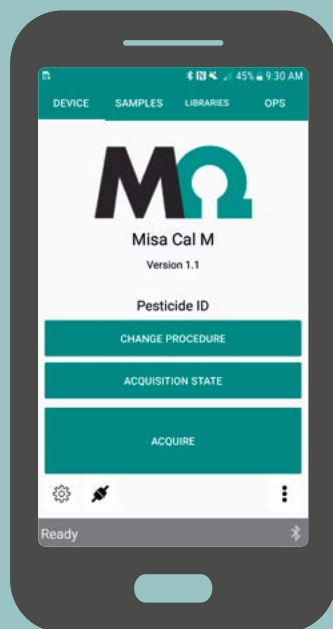 45% 9:30 AM
DEVICE SAMPLES LIBRARIES OPS
MΩ
Misa Cal M
Version 1.1
Pesticide ID
CHANGE PROCEDURE
ACQUISITION STATE
ACQUIRE
Ready